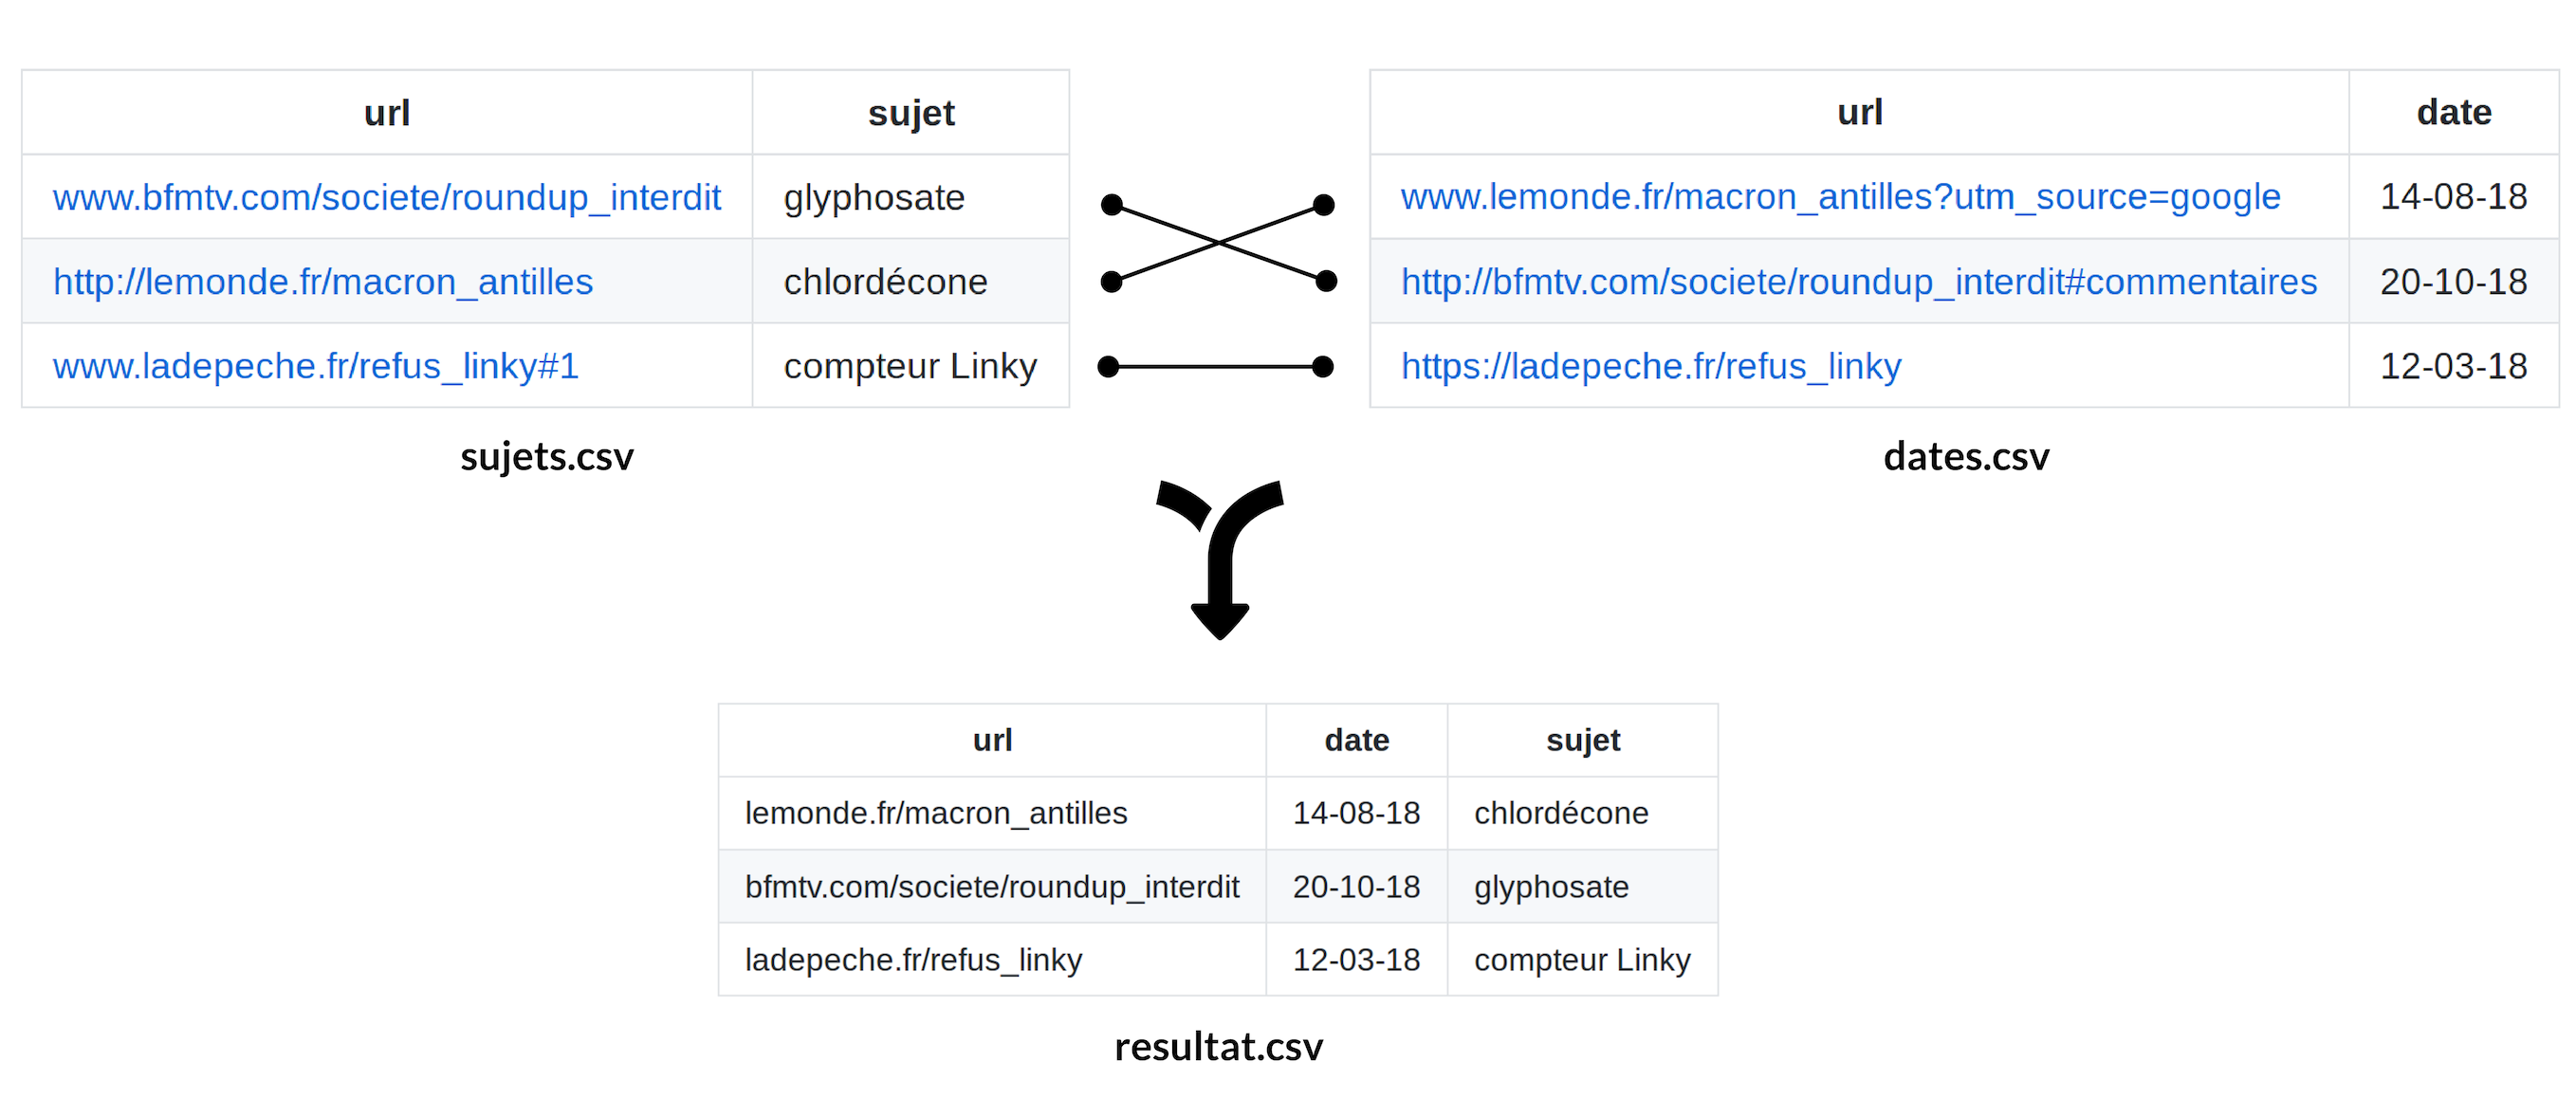 url sujet
www.bfmtv.com/societe/roundup_interdit glyphosate
http://lemonde.fr/macron_antilles chlordécone
www.ladepeche.fr/refus_linky#1 compteur Linky
sujets.csv
url date
www.lemonde.fr/macron_antilles?utm_source=google 14-08-18
http://bfmtv.com/societe/roundup_interdit#commentaires 20-10-18
https://ladepeche.fr/refus_linky 12-03-18
dates.csv
url date sujet
lemonde.fr/macron_antilles 14-08-18 chlordécone
bfmtv.com/societe/roundup_interdit 20-10-18 glyphosate
ladepeche.fr/refus_linky 12-03-18 compteur Linky
resultat.csv